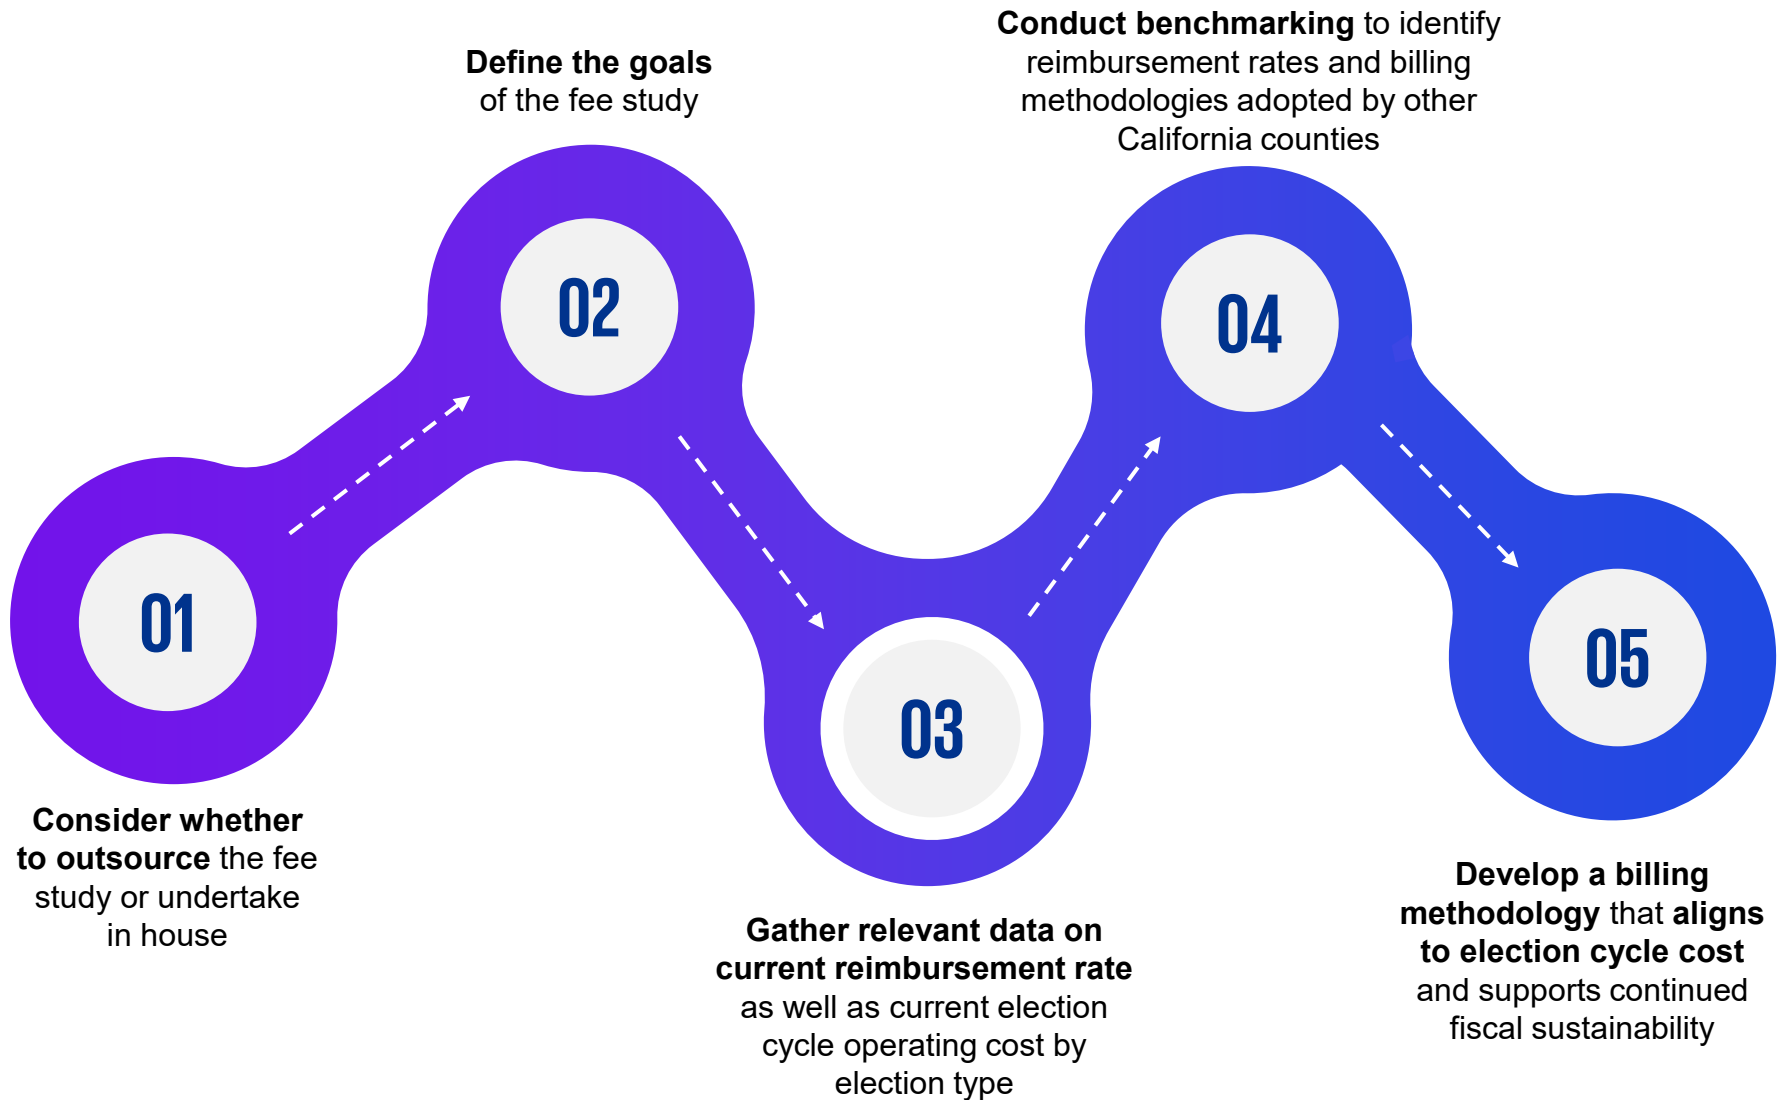 01
Consider whether
to outsource the fee
study or undertake
in house
Define the goals
of the fee study
02
03
Gather relevant data on
current reimbursement rate
as well as current election
cycle operating cost by
election type
Conduct benchmarking to identify
reimbursement rates and billing
methodologies adopted by other
California counties
04
05
Develop a billing
methodology that aligns
to election cycle cost
and supports continued
fiscal sustainability